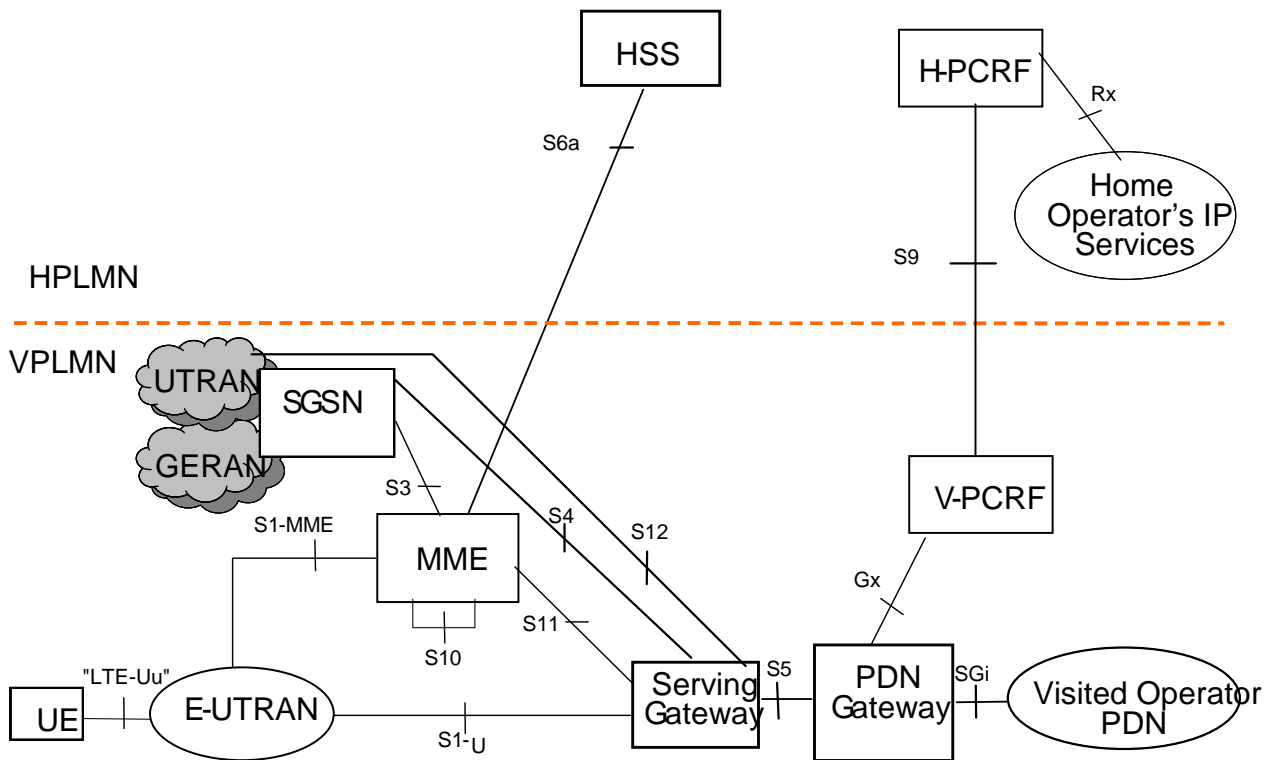 HSS
H-PCRF
Rx
S6a
Home
Operator's IP
Services
S9
HPLMN
VPLMN
UTRAN
SGSN
GERAN
V-PCRF
S3
S4
S1-MME
S12
MME
Gx
S11
S10
"LTE-Uu"
S5
SGi
UE
E-UTRAN
Serving
Gateway
PDN
Gateway
Visited Operator
PDN
S1-U